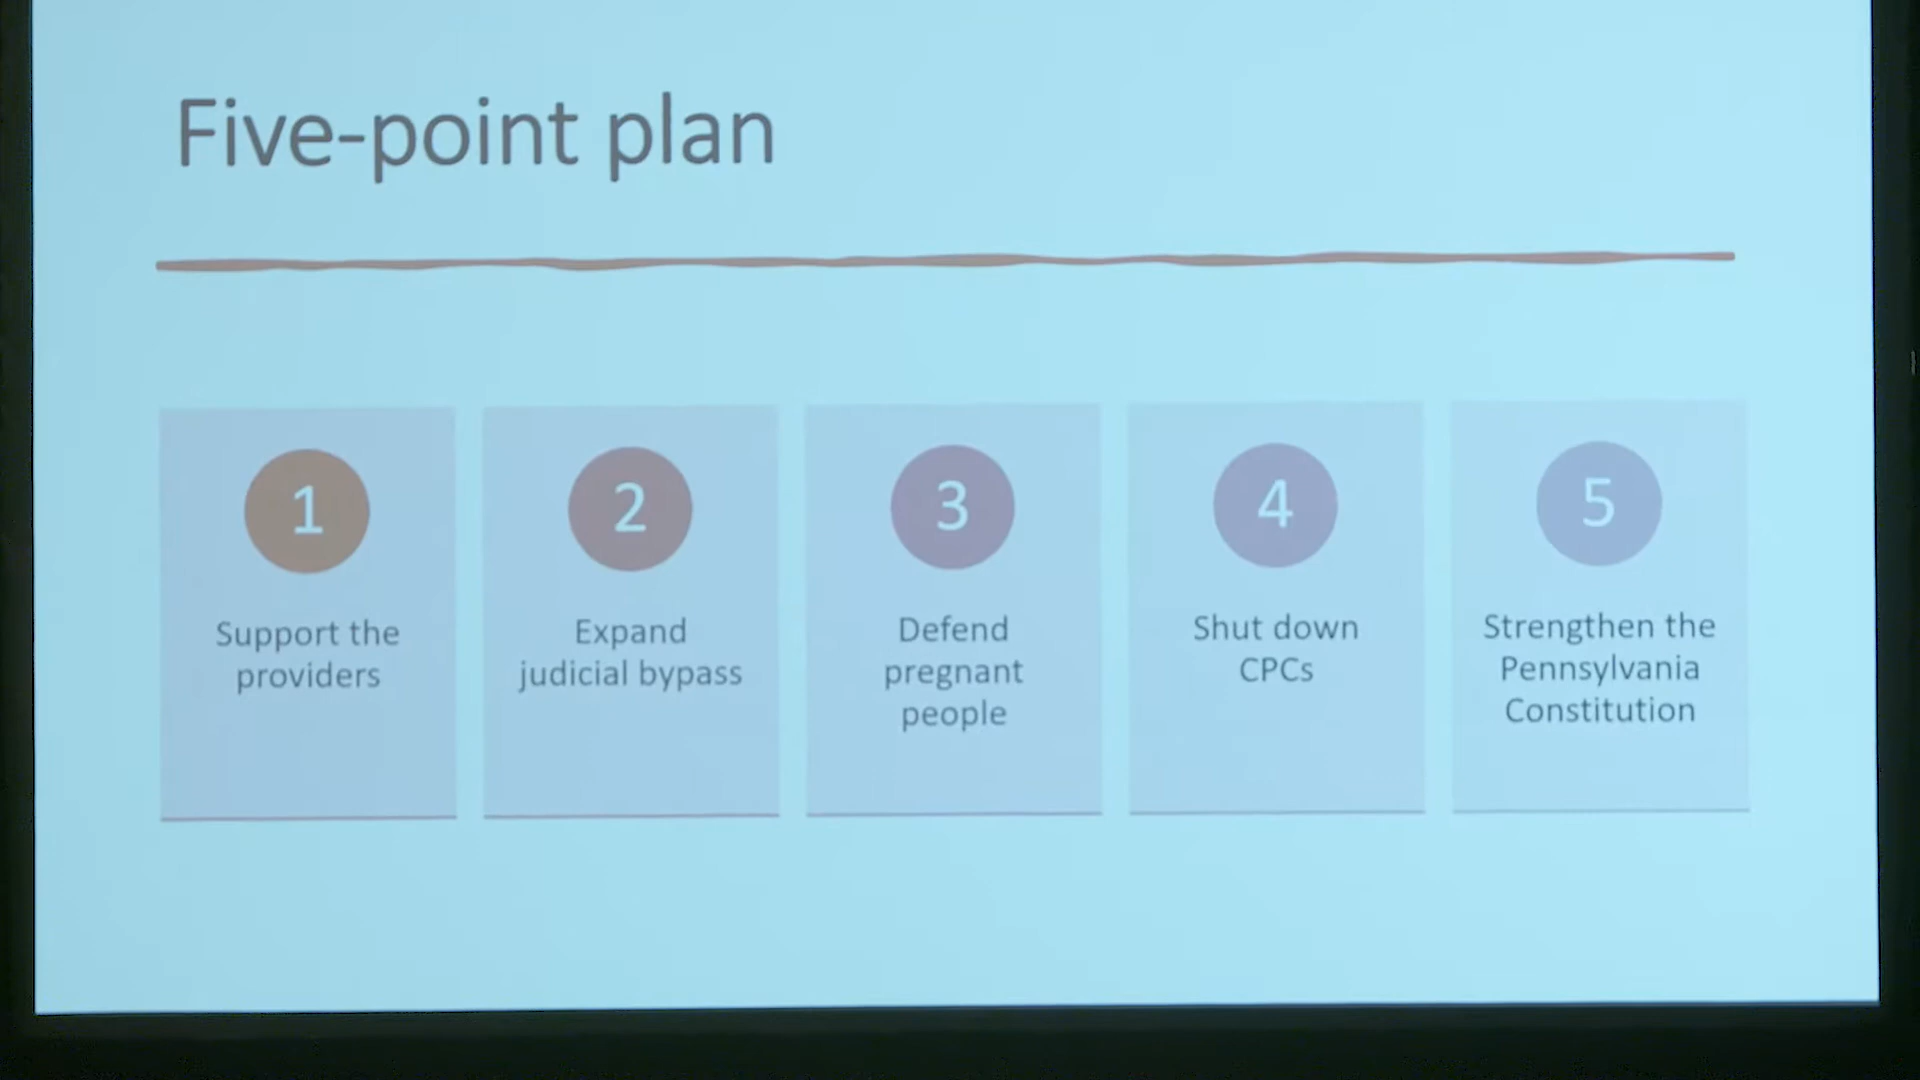 Five-point plan
1
Support the
providers
2
Expand
judicial bypass
3
Defend
pregnant
people
4
Shut down
CPCs
5
Strengthen the
Pennsylvania
Constitution